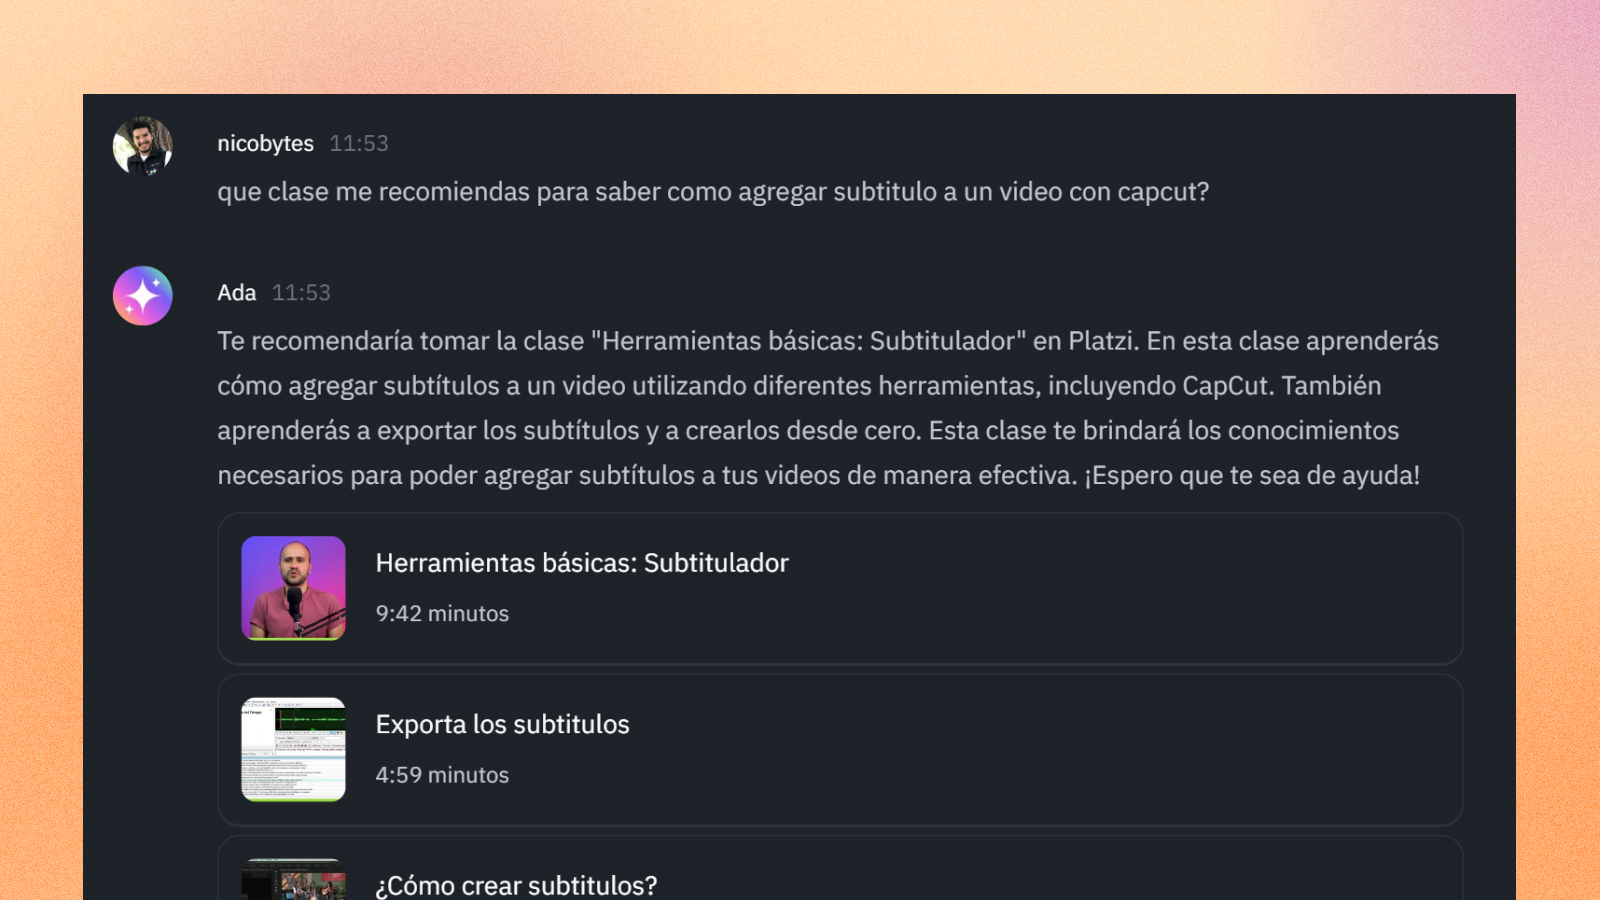 nicobytes 11:53
que clase me recomiendas para saber como agregar subtitulo a un video con capcut?
Ada 11:53
Te recomendaría tomar la clase "Herramientas básicas: Subtitulador" en Platzi. En esta clase aprenderás
cómo agregar subtítulos a un video utilizando diferentes herramientas, incluyendo CapCut. También
aprenderás a exportar los subtítulos y a crearlos desde cero. Esta clase te brindará los conocimientos
necesarios para poder agregar subtítulos a tus videos de manera efectiva. ¡Espero que te sea de ayuda!
Herramientas básicas: Subtitulador
9:42 minutos
Exporta los subtitulos
4:59 minutos
¿Cómo crear subtitulos?